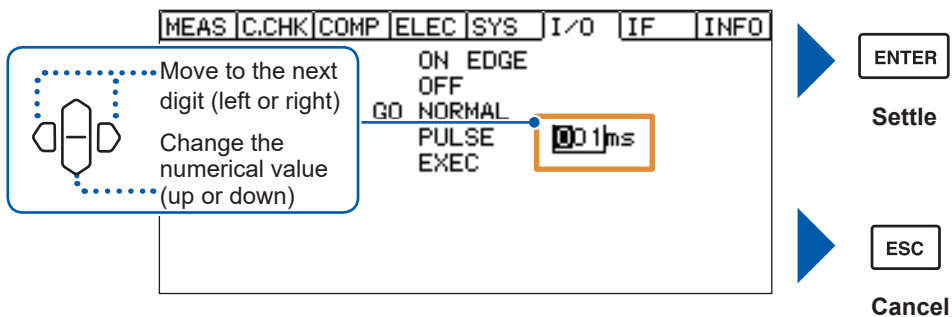 MEAS C.CHK COMP ELEC SYS I/O IF INFO
Move to the next
digit (left or right)
Change the
numerical value
(up or down)
ON EDGE
OFF
GO NORMAL
PULSE 001ms
EXEC
ENTER
Settle
ESC
Cancel